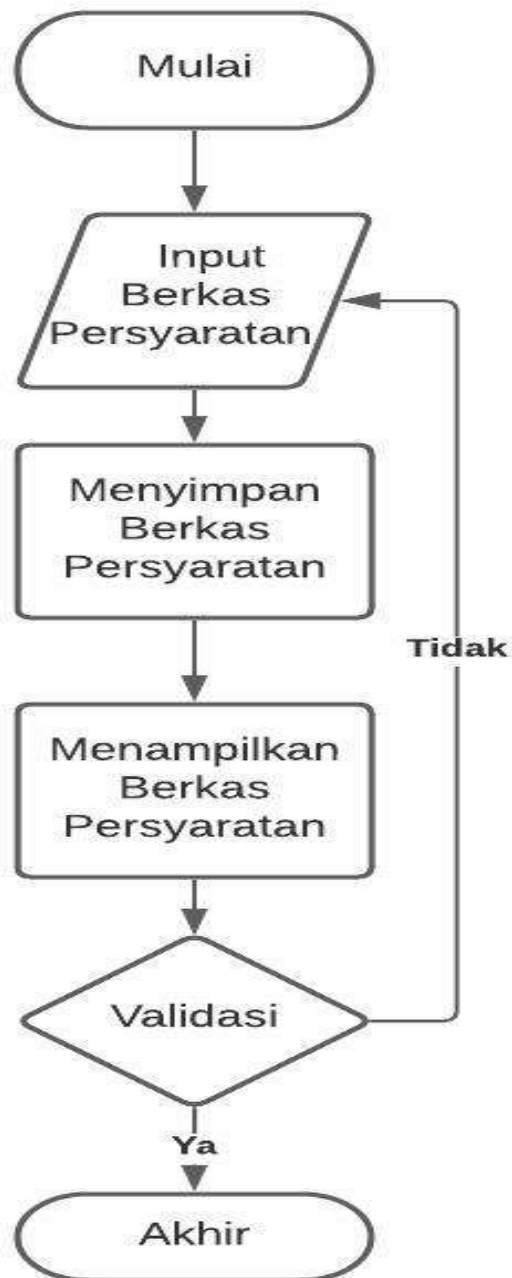 Mulai
Input
Berkas
Persyaratan
Menyimpan
Berkas
Persyaratan
Tidak
Menampilkan
Berkas
Persyaratan
Validasi
Ya
Akhir